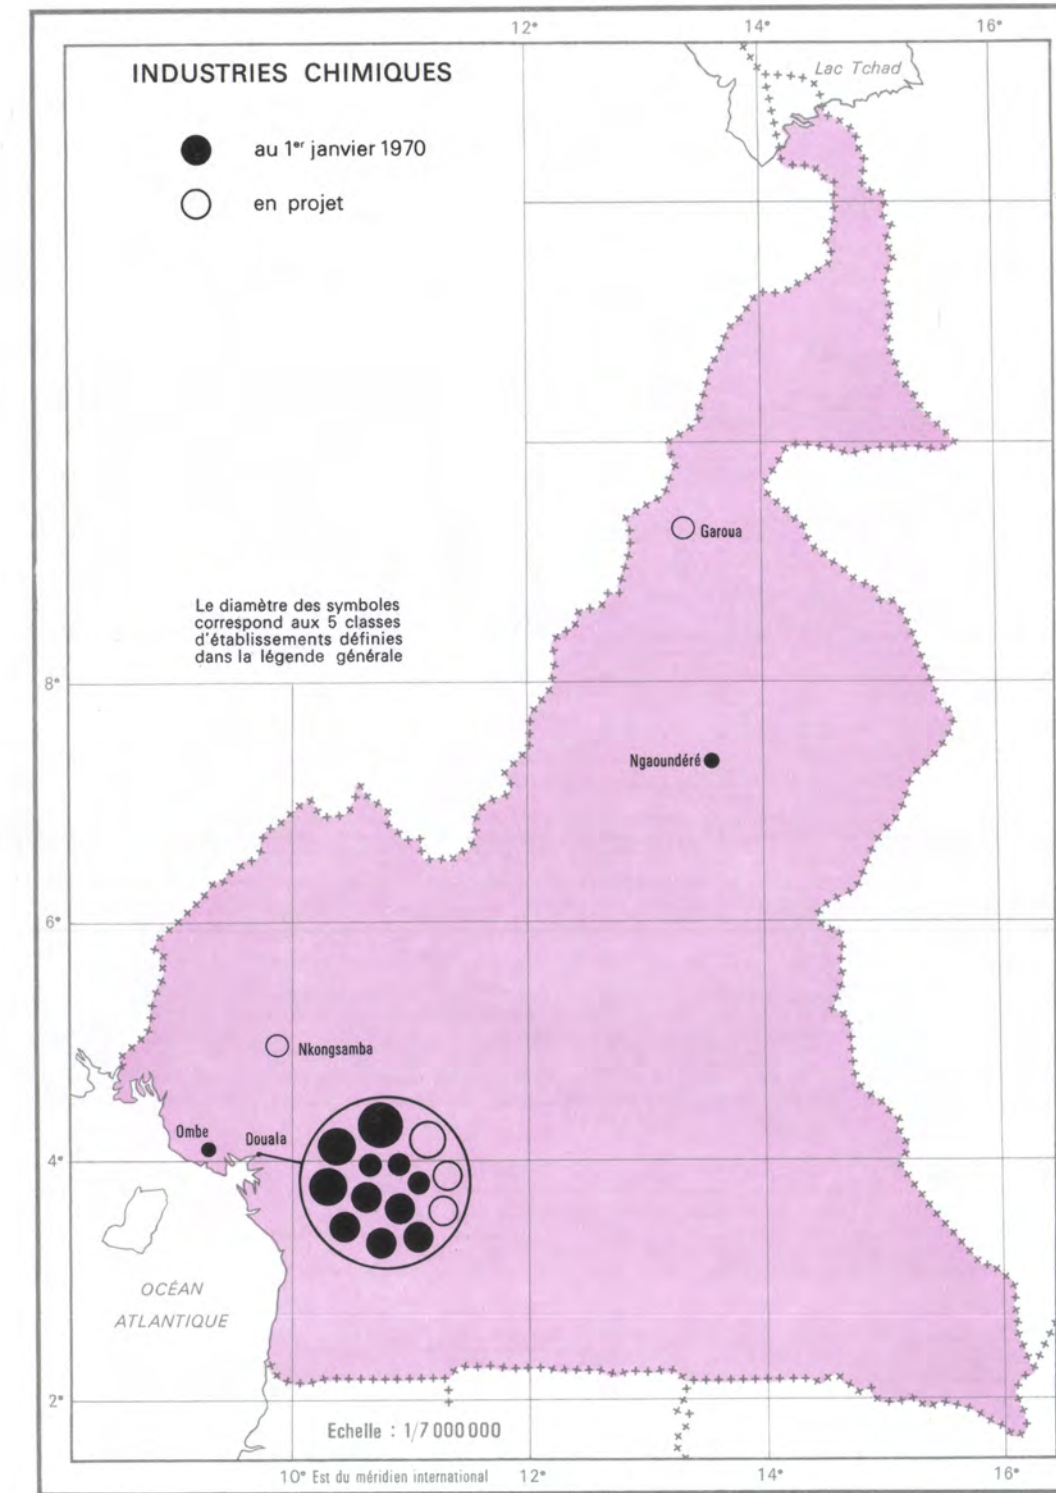 12°
14°
16°
INDUSTRIES CHIMIQUES
Lac Tchad
au 1er janvier 1970
en projet
Garoua
Le diamètre des symboles
correspond aux 5 classes
d'établissements définies
dans la légende générale
8°
Ngaoundéré
6°
Nkongsamba
Ombe
Douala
4°
OCÉAN
ATLANTIQUE
2°
Echelle : 1/7 000 000
10° Est du méridien international
12°
14°
16°